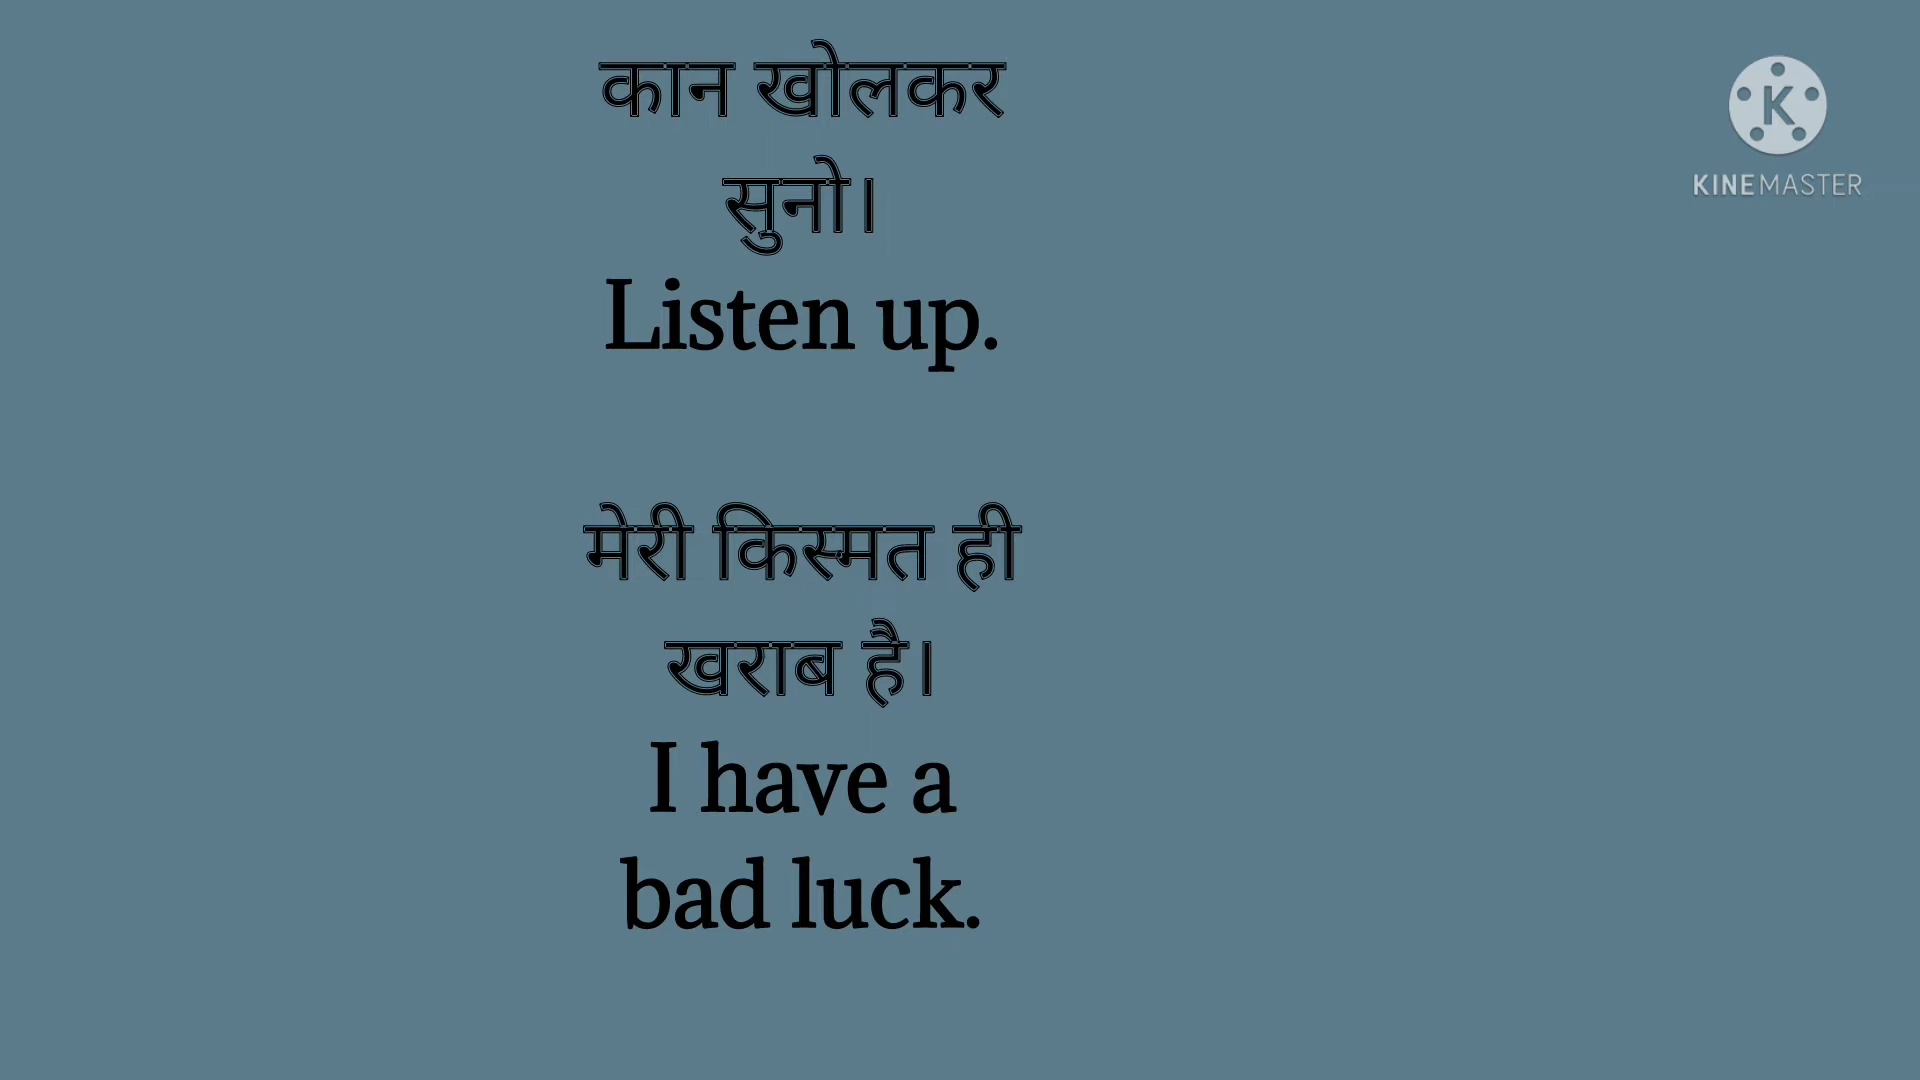 कान खोलकर
सुनो।
Listen up.
मेरी किस्मत ही
खराब है।
I have a
bad luck.
K
KINEMASTER